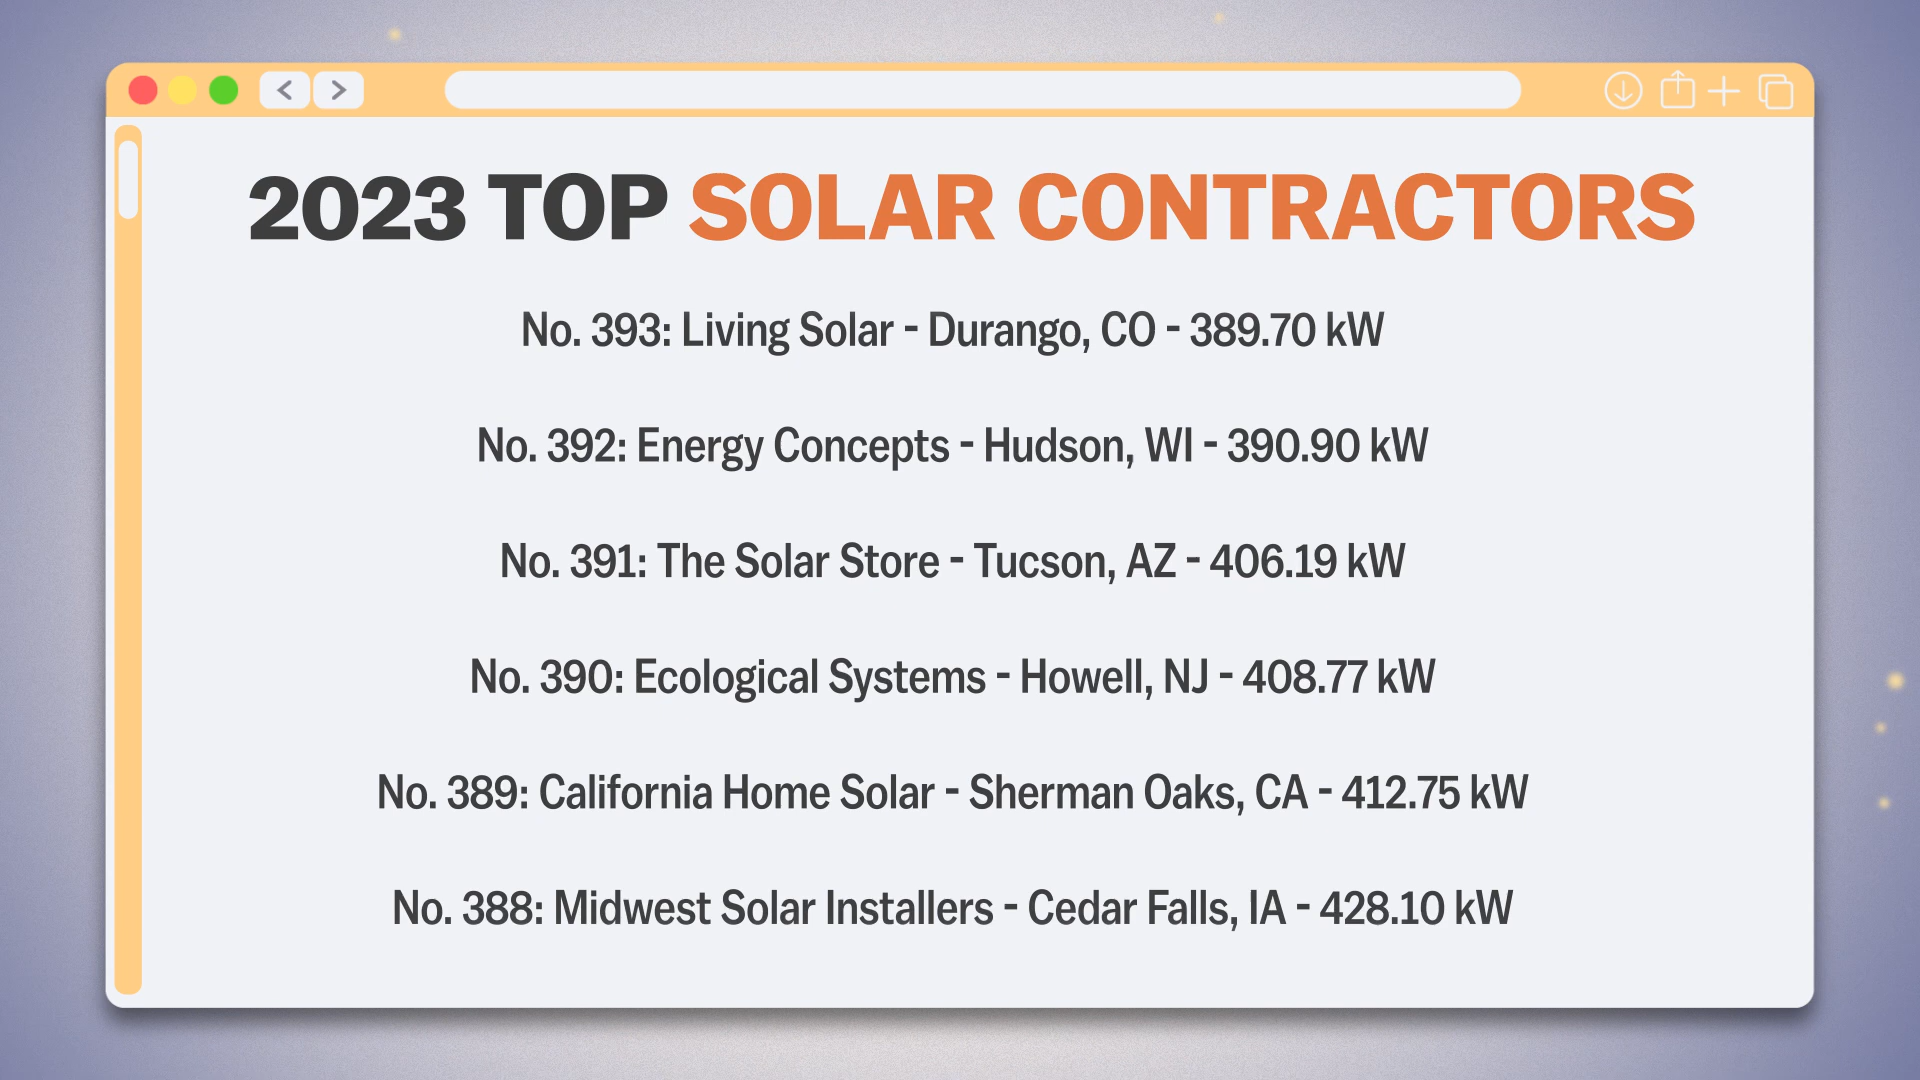 2023 TOP SOLAR CONTRACTORS
No. 393: Living Solar - Durango, CO - 389.70 kW
No. 392: Energy Concepts - Hudson, WI - 390.90 kW
No. 391: The Solar Store - Tucson, AZ - 406.19 kW
No. 390: Ecological Systems - Howell, NJ - 408.77 kW
No. 389: California Home Solar - Sherman Oaks, CA - 412.75 kW
No. 388: Midwest Solar Installers - Cedar Falls, IA - 428.10 kW